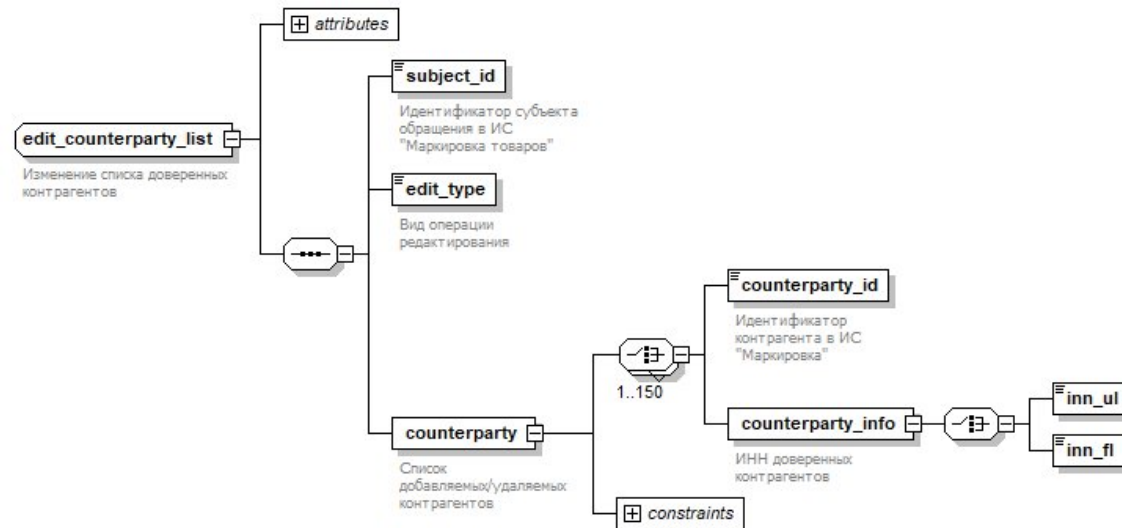 attributes
subject_id
Идентификатор субъекта
обращения в ИС
"Маркировка товаров"
edit_counterparty_list
Изменение списка доверенных
контрагентов
edit_type
Вид операции
редактирования
counterparty_id
Идентификатор
контрагента в ИС
"Маркировка"
1..150
counterparty
Список
добавляемых/удаляемых
контрагентов
counterparty_info
ИНН доверенных
контрагентов
inn_ul
inn_fl
constraints